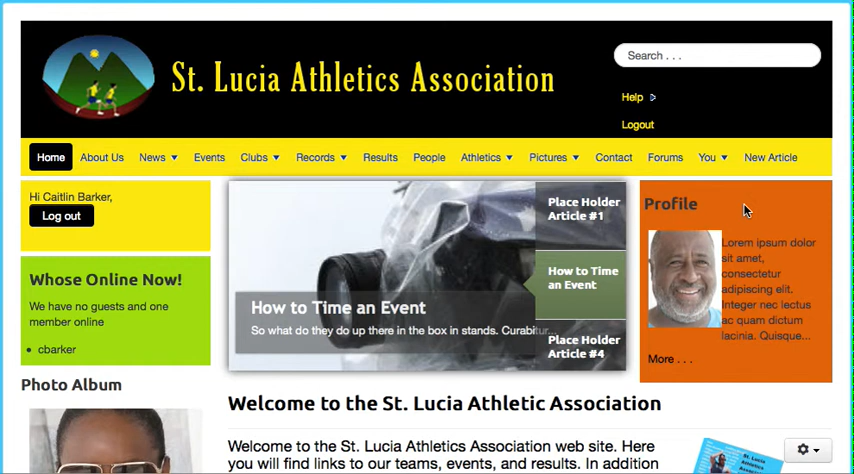 St. Lucia Athletics Association
Search . . .
Help
Logout
Home About Us News Events Clubs Records Results People Athletics Pictures Contact Forums You New Article
Hi Caitlin Barker,
Log out
Whose Online Now!
We have no guests and one
member online
cbarker
Photo Album
Place Holder
Article #1
How to Time
an Event
Place Holder
Article #4
How to Time an Event
So what do they do up there in the box in stands. Curabitur...
Profile
Lorem ipsum dolor
sit amet,
consectetur
adipiscing elit.
Integer nec lectus
ac quam dictum
lacinia. Quisque...
More . . .
Welcome to the St. Lucia Athletic Association
Welcome to the St. Lucia Athletics Association web site. Here
you will find links to our teams, events, and results. In addition